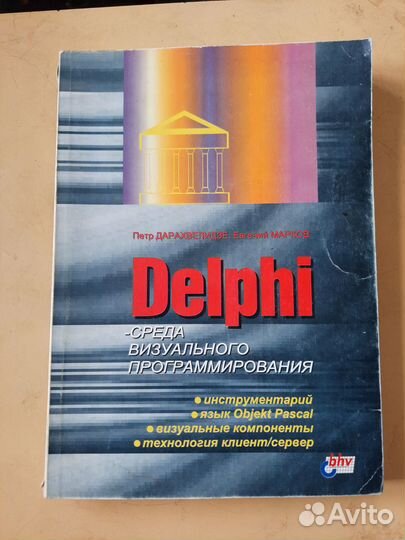 Петр ДАРАХВЕЛИДЗЕ Евгений МАРКОВ
Delphi
-СРЕДА
ВИЗУАЛЬНОГО
ПРОГРАММИРОВАНИЯ
• инструментарий
• язык Objekt Pascal
• визуальные компоненты
• технология клиент/сервер
bhv
Avito